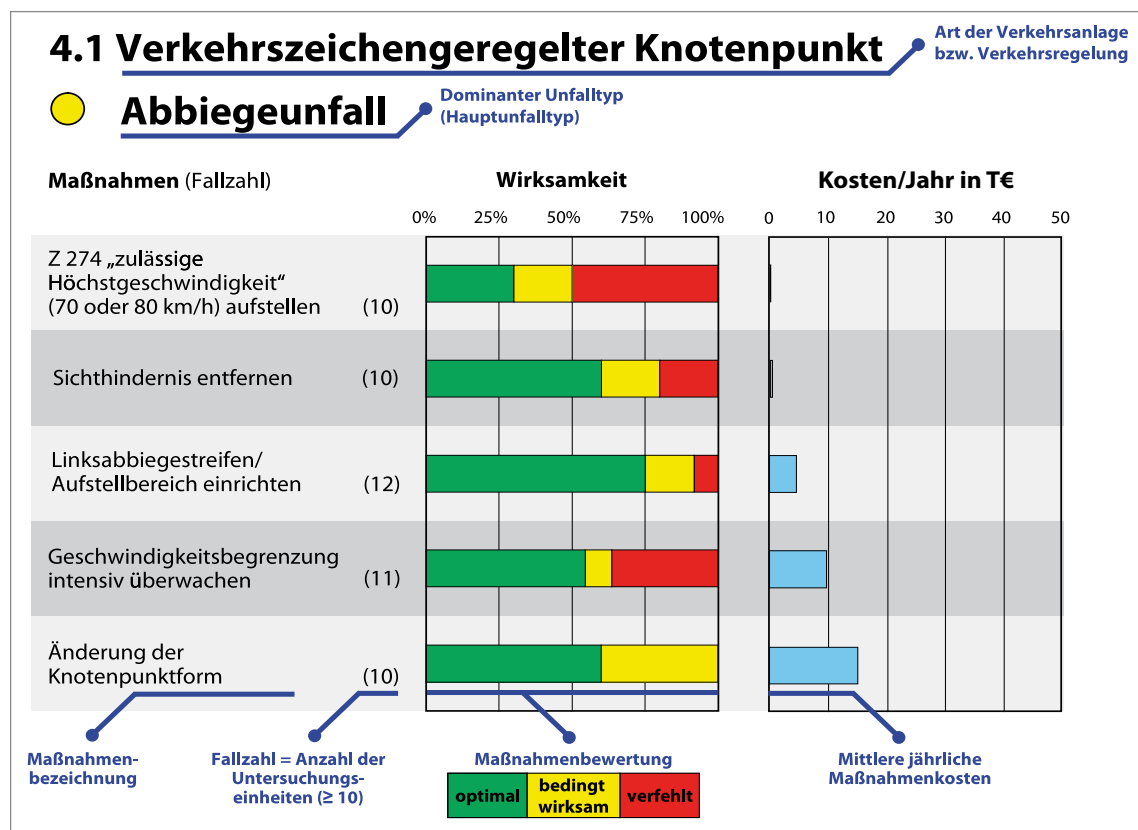 4.1 Verkehrszeichengeregelter Knotenpunkt
Art der Verkehrsanlage
bzw. Verkehrsregelung
Abbiegeunfall
Dominanter Unfalltyp
(Hauptunfalltyp)
Maßnahmen (Fallzahl)
Wirksamkeit
Kosten/Jahr in T€
0% 25% 50% 75% 100%
0 10 20 30 40 50
Z 274 „zulässige
Höchstgeschwindigkeit“
(70 oder 80 km/h) aufstellen (10)
Sichthindernis entfernen (10)
Linksabbiegestreifen/
Aufstellbereich einrichten (12)
Geschwindigkeitsbegrenzung
intensiv überwachen (11)
Änderung der
Knotenpunktform (10)
Maßnahmen-
bezeichnung
Fallzahl = Anzahl der
Untersuchungs-
einheiten (≥ 10)
Maßnahmenbewertung
optimal
bedingt
wirksam
verfehlt
Mittlere jährliche
Maßnahmenkosten